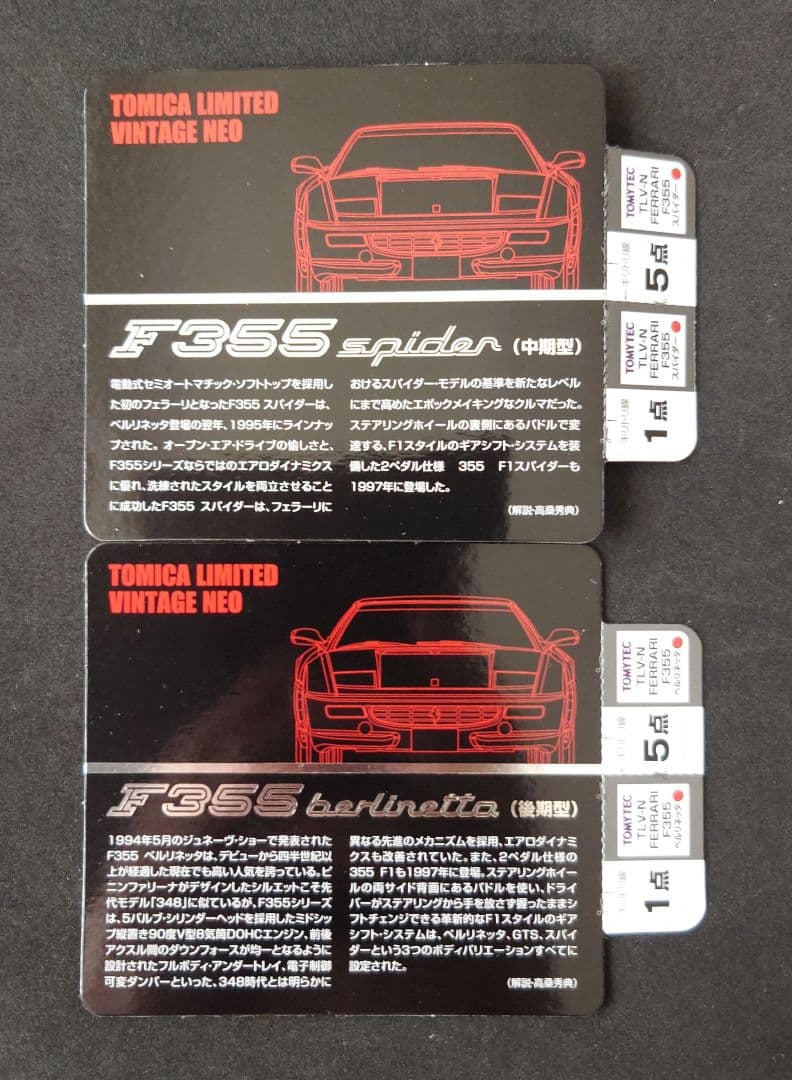 TOMICA LIMITED
VINTAGE NEO
F355 spider (中期型)
電動式セミオートマチック・ソフトトップを採用し
た初のフェラーリとなったF355 スパイダーは、
ベルリネッタ登場の翌年、1995年にラインナッ
プされた。オープン・エア・ドライブの愉しさと、
F355シリーズならではのエアロダイナミクス
に優れ、洗練されたスタイルを両立させること
に成功したF355 スパイダーは、フェラーリに
おけるスパイダー・モデルの基準を新たなレベル
にまで高めたエポックメイキングなクルマだった。
ステアリングホイールの裏側にあるパドルで変
速する、F1スタイルのギアシフト・システムを装
備した2ペダル仕様 355 F1スパイダーも
1997年に登場した。
(解説・高桑秀典)
TOMYTEC
TLV-N
FERRARI
F355
スパイダー
キリトリ線
5点
TOMYTEC
TLV-N
FERRARI
F355
スパイダー
キリトリ線
1点
TOMICA LIMITED
VINTAGE NEO
F355 berlinetta (後期型)
1994年5月のジュネーヴ・ショーで発表された
F355 ベルリネッタは、デビューから四半世紀以
上が経過した現在でも高い人気を誇っている。ピ
ニンファリーナがデザインしたシルエットこそ先
代モデル「348」に似ているが、F355シリーズ
は、5バルブ・シリンダーヘッドを採用したミドシッ
プ縦置き90度V型8気筒DOHCエンジン、前後
アクスル間のダウンフォースが均一となるように
設計されたフルボディ・アンダートレイ、電子制御
可変ダンパーといった、348時代とは明らかに
異なる先進のメカニズムを採用、エアロダイナミ
クスも改善されていた。また、2ペダル仕様の
355 F1も1997年に登場。ステアリングホイー
ルの両サイド背面にあるパドルを使い、ドライ
バーがステアリングから手を放さず握ったままシ
フトチェンジできる革新的なF1スタイルのギア
シフト・システムは、ベルリネッタ、GTS、スパイ
ダーという3つのボディバリエーションすべてに
設定された。
(解説・高桑秀典)
TOMYTEC
TLV-N
FERRARI
F355
ベルリネッタ
キリトリ線
5点
TOMYTEC
TLV-N
FERRARI
F355
ベルリネッタ
キリトリ線
1点